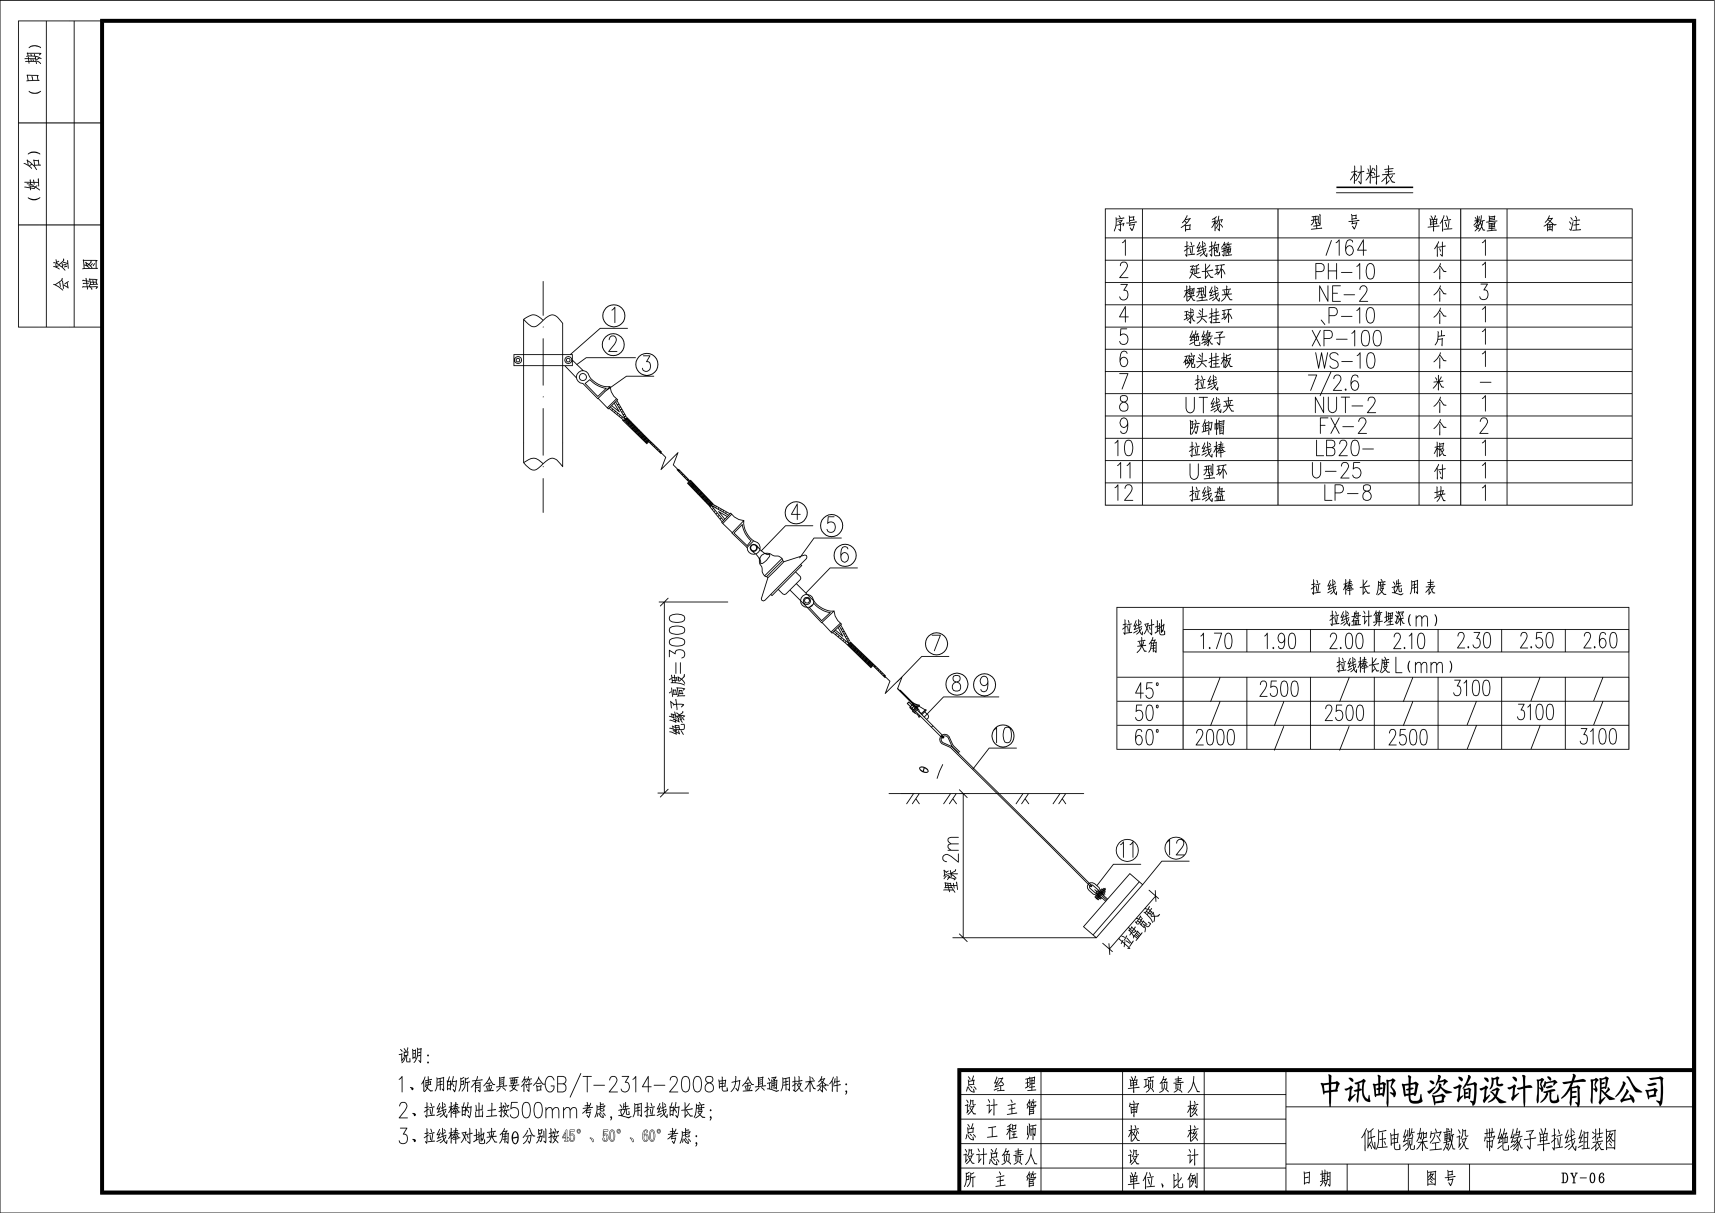 (日 期)
(姓 名)
会 签
描 图
材料表
序号 名 称 型 号 单位 数量 备 注
1 拉线抱箍 /164 付 1
2 延长环 PH-10 个 1
3 楔型线夹 NE-2 个 3
4 球头挂环 、P-10 个 1
5 绝缘子 XP-100 片 1
6 碗头挂板 WS-10 个 1
7 拉线 7/2.6 米 -
8 UT线夹 NUT-2 个 1
9 防卸帽 FX-2 个 2
10 拉线棒 LB20- 根 1
11 U型环 U-25 付 1
12 拉线盘 LP-8 块 1
1
2
3
4
5
6
7
8 9
10
11
12
绝缘子高度=3000
θ
埋深 2m
拉盘宽度
拉线棒长度选用表
拉线对地夹角 拉线盘计算埋深(m)
1.70 1.90 2.00 2.10 2.30 2.50 2.60
拉线棒长度L(mm)
45° / 2500 / / 3100 / /
50° / / 2500 / / 3100 /
60° 2000 / / 2500 / / 3100
说明:
1、使用的所有金具要符合GB/T-2314-2008电力金具通用技术条件;
2、拉线棒的出土按500mm考虑,选用拉线的长度;
3、拉线棒对地夹角θ分别按45°、50°、60°考虑;
总 经 理 单项负责人
设 计 主 管 审 核
总 工 程 师 校 核
设计总负责人 设 计
所 主 管 单位、比例
中讯邮电咨询设计院有限公司
低压电缆架空敷设 带绝缘子单拉线组装图
日 期 图 号 DY-06